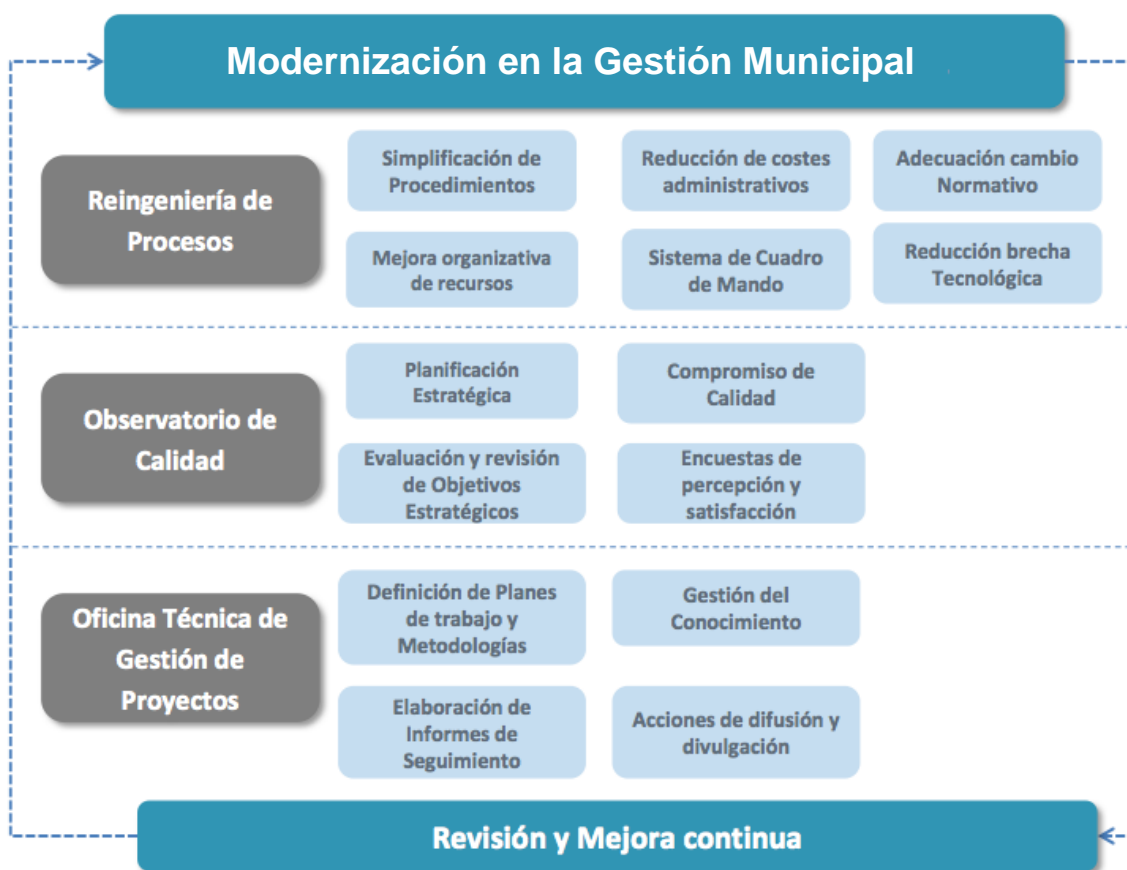 Modernización en la Gestión Municipal
Reingeniería de
Procesos
Simplificación de
Procedimientos
Reducción de costes
administrativos
Adecuación cambio
Normativo
Mejora organizativa
de recursos
Sistema de Cuadro
de Mando
Reducción brecha
Tecnológica
Observatorio de
Calidad
Planificación
Estratégica
Compromiso de
Calidad
Evaluación y revisión
de Objetivos
Estratégicos
Encuestas de
percepción y
satisfacción
Oficina Técnica de
Gestión de
Proyectos
Definición de Planes
de trabajo y
Metodologías
Gestión del
Conocimiento
Elaboración de
Informes de
Seguimiento
Acciones de difusión y
divulgación
Revisión y Mejora continua